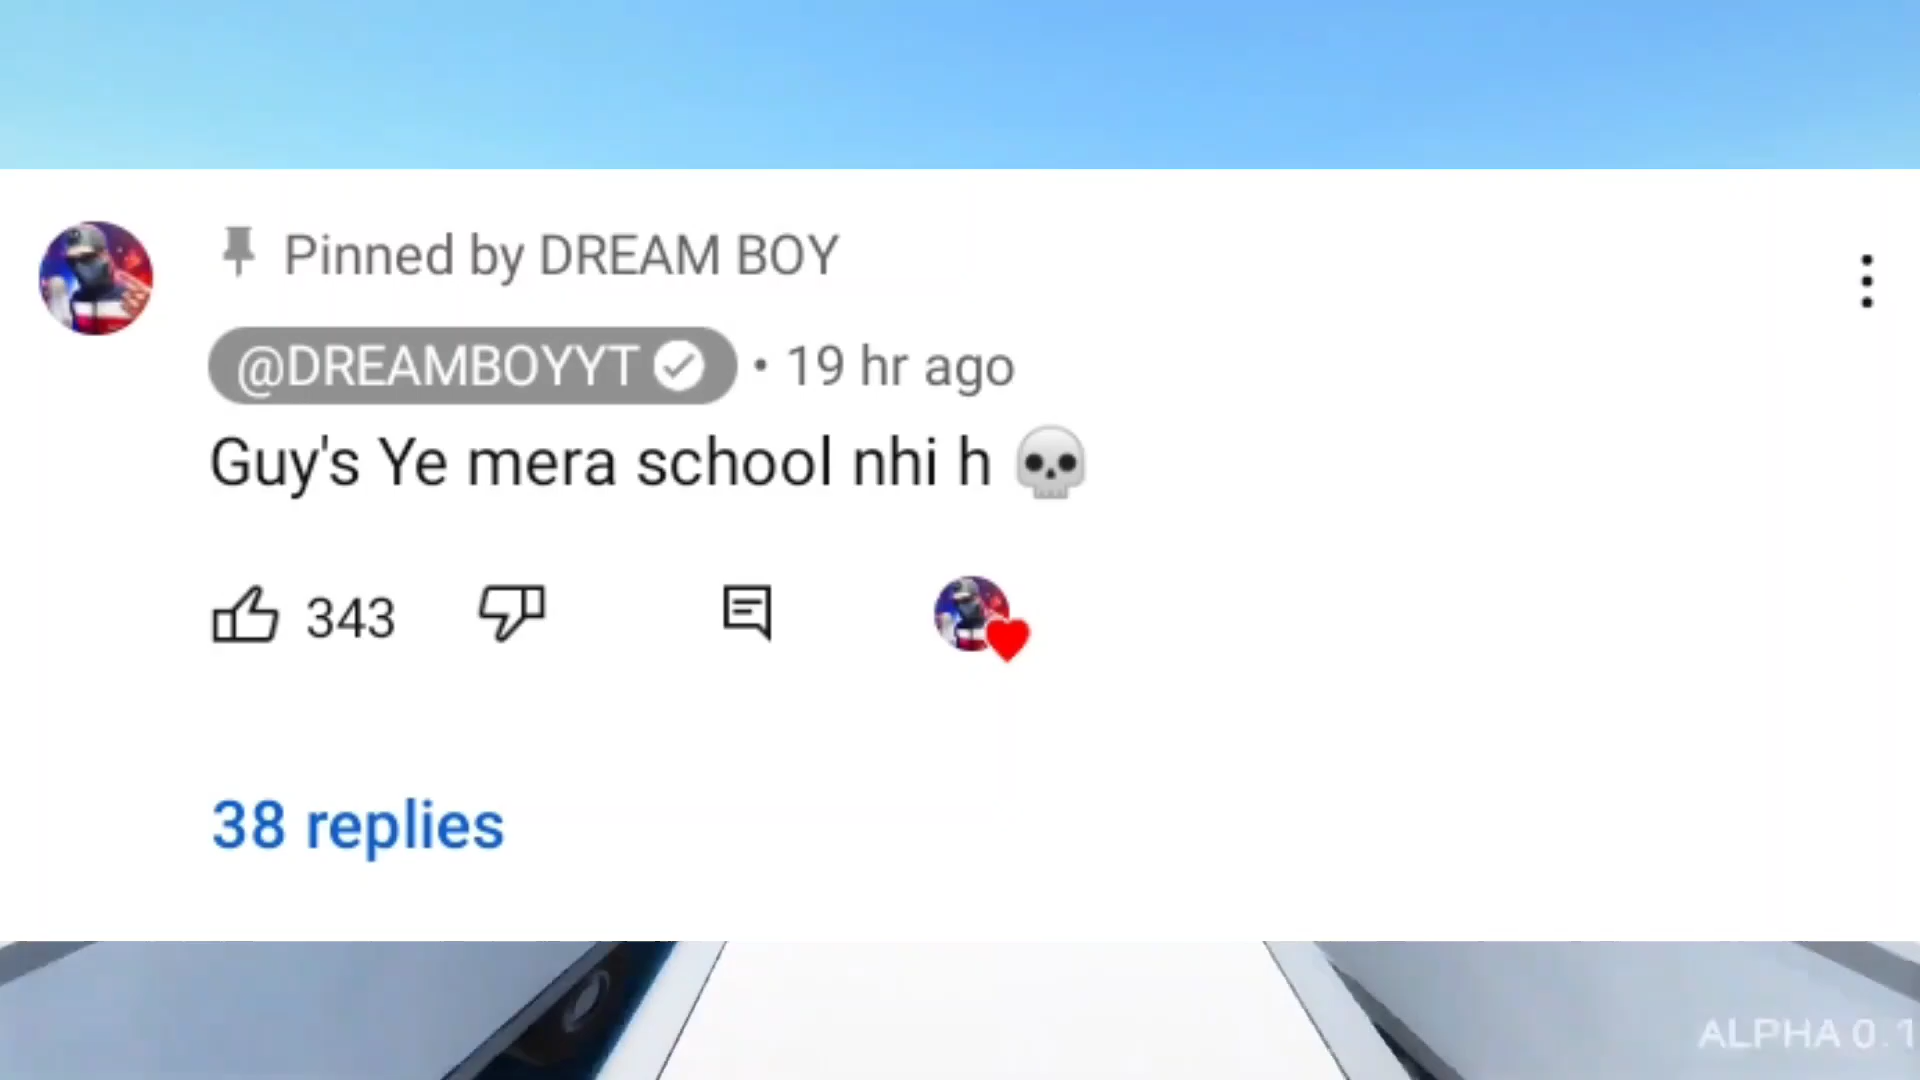 Pinned by DREAM BOY
@DREAMBOYYT • 19 hr ago
Guy's Ye mera school nhi h 💀
343
38 replies
ALPHA 0.1